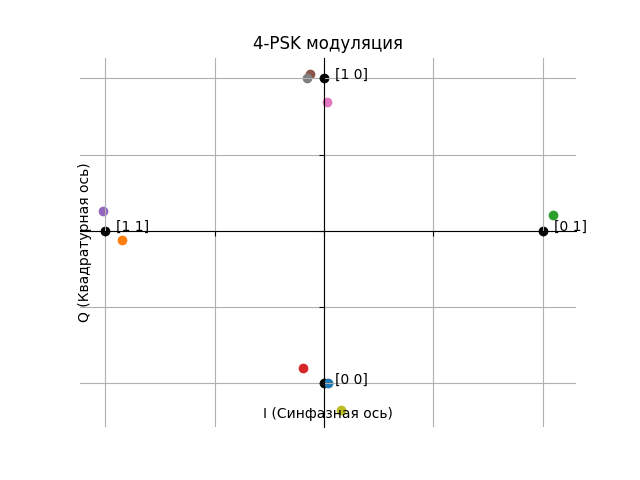 4-PSK модуляция
[1 0]
Q (Квадратурная ось)
[1 1]
[0 1]
[0 0]
I (Синфазная ось)